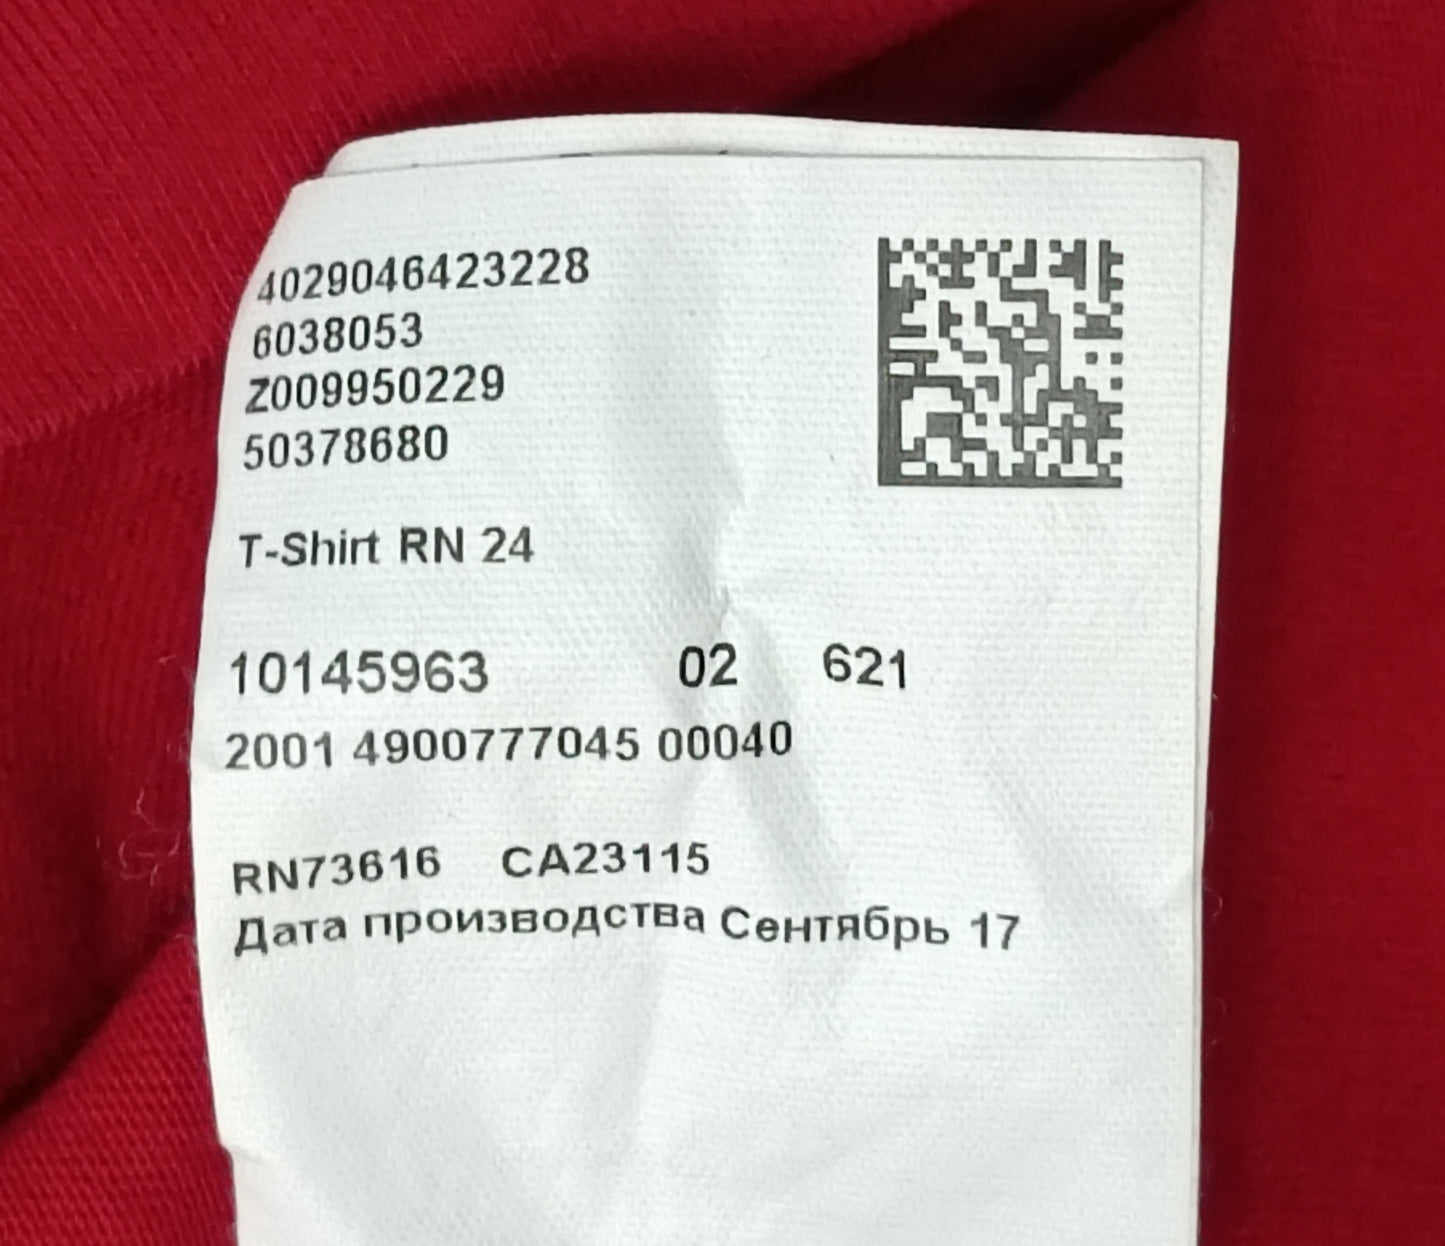 4029046423228
6038053
Z009950229
50378680
T-Shirt RN 24
10145963 02 621
2001 4900777045 00040
RN73616 CA23115
Дата производства Сентябрь 17